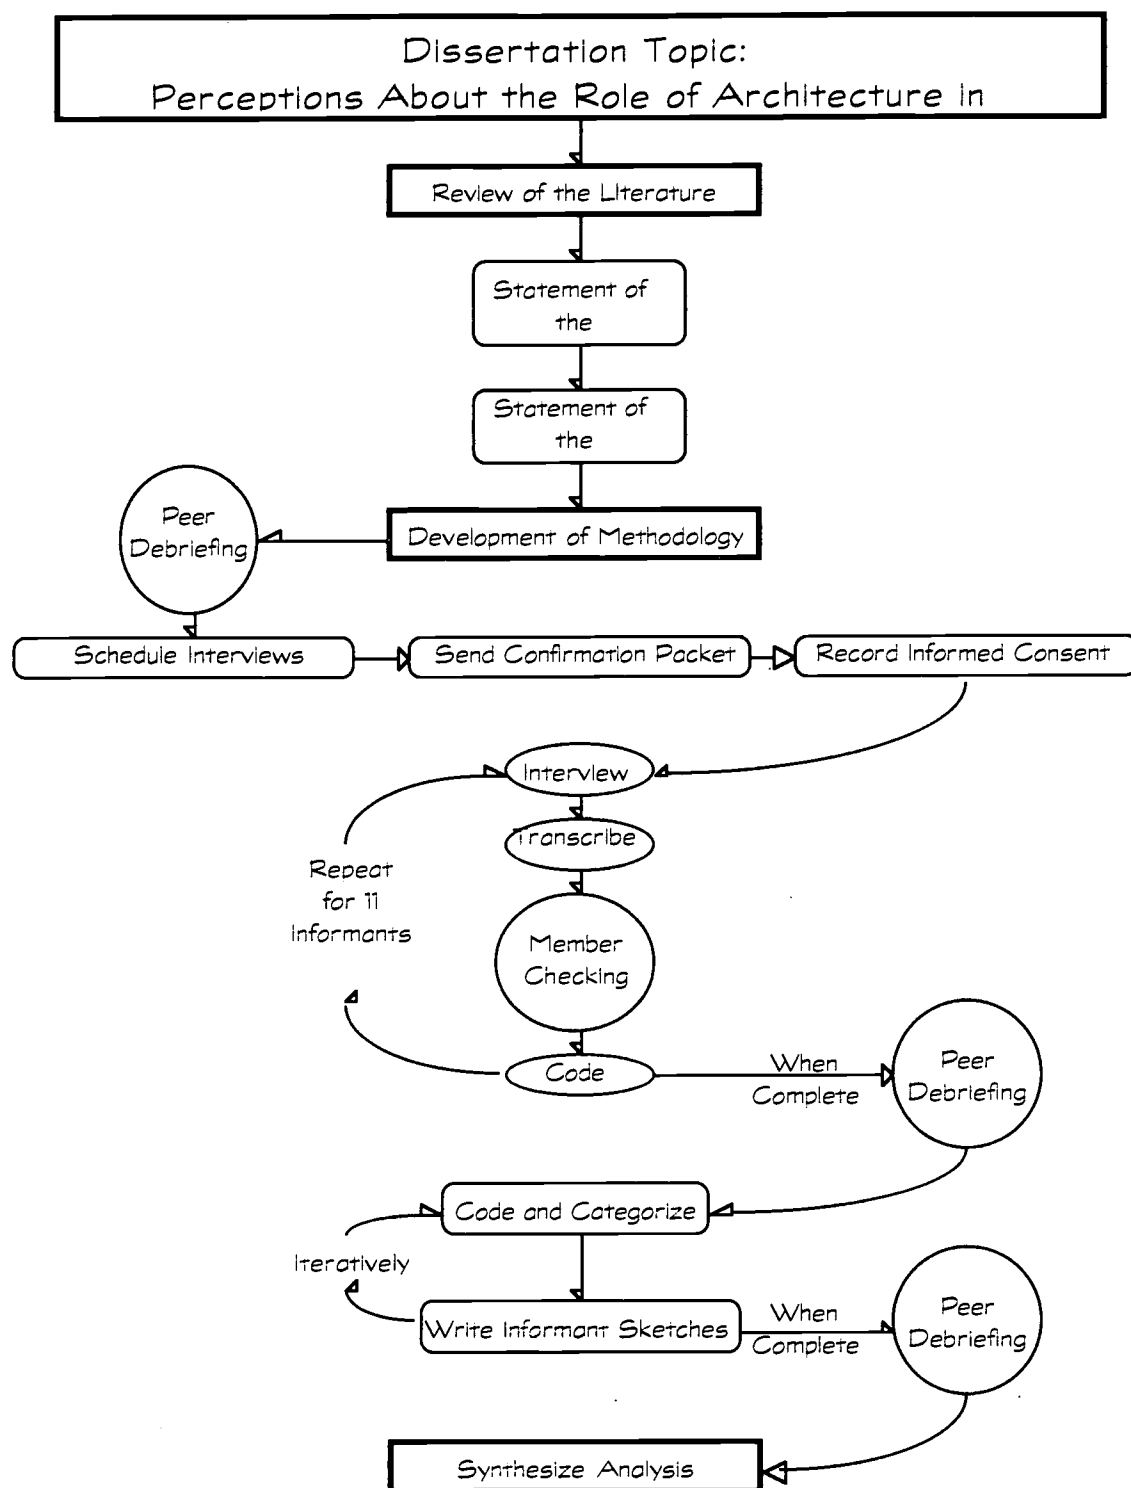 Dissertation Topic:
Perceptions About the Role of Architecture in
Review of the Literature
Statement of
the
Statement of
the
Development of Methodology
Peer
Debriefing
Schedule Interviews
Send Confirmation Packet
Record Informed Consent
Interview
Transcribe
Repeat
for 11
Informants
Member
Checking
Code
When
Complete
Peer
Debriefing
Code and Categorize
Iteratively
Write Informant Sketches
When
Complete
Peer
Debriefing
Synthesize Analysis